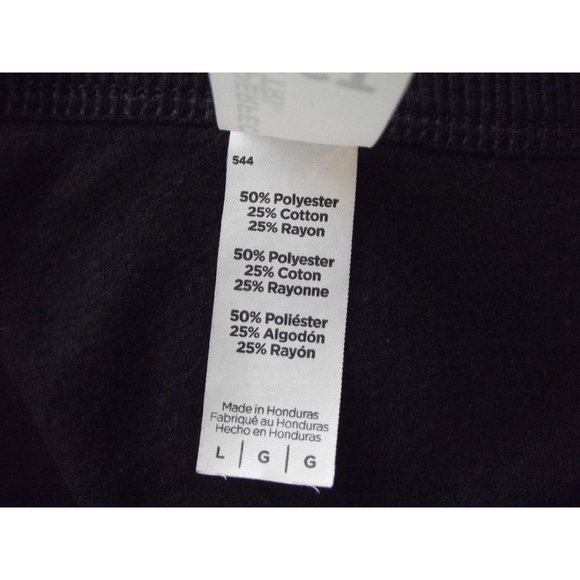 544
50% Polyester
25% Cotton
25% Rayon
50% Polyester
25% Coton
25% Rayonne
50% Poliéster
25% Algodón
25% Rayón
Made in Honduras
Fabriqué au Honduras
Hecho en Honduras
L | G | G